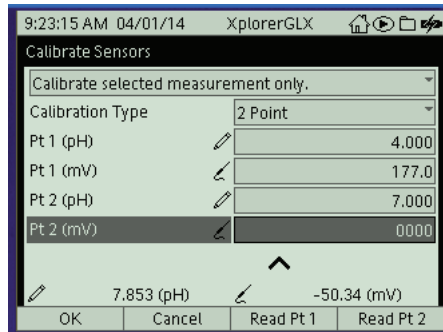 9:23:15 AM 04/01/14 XplorerGLX
Calibrate Sensors
Calibrate selected measurement only.
Calibration Type 2 Point
Pt 1 (pH) 4.000
Pt 1 (mV) 177.0
Pt 2 (pH) 7.000
Pt 2 (mV) 0000
7.853 (pH) -50.34 (mV)
OK Cancel Read Pt 1 Read Pt 2